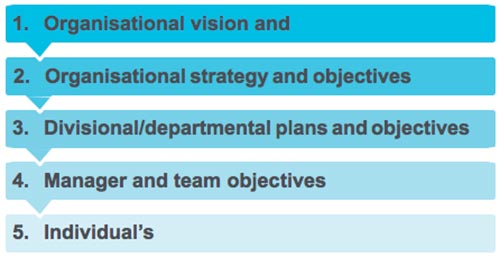 1. Organisational vision and
2. Organisational strategy and objectives
3. Divisional/departmental plans and objectives
4. Manager and team objectives
5. Individual's